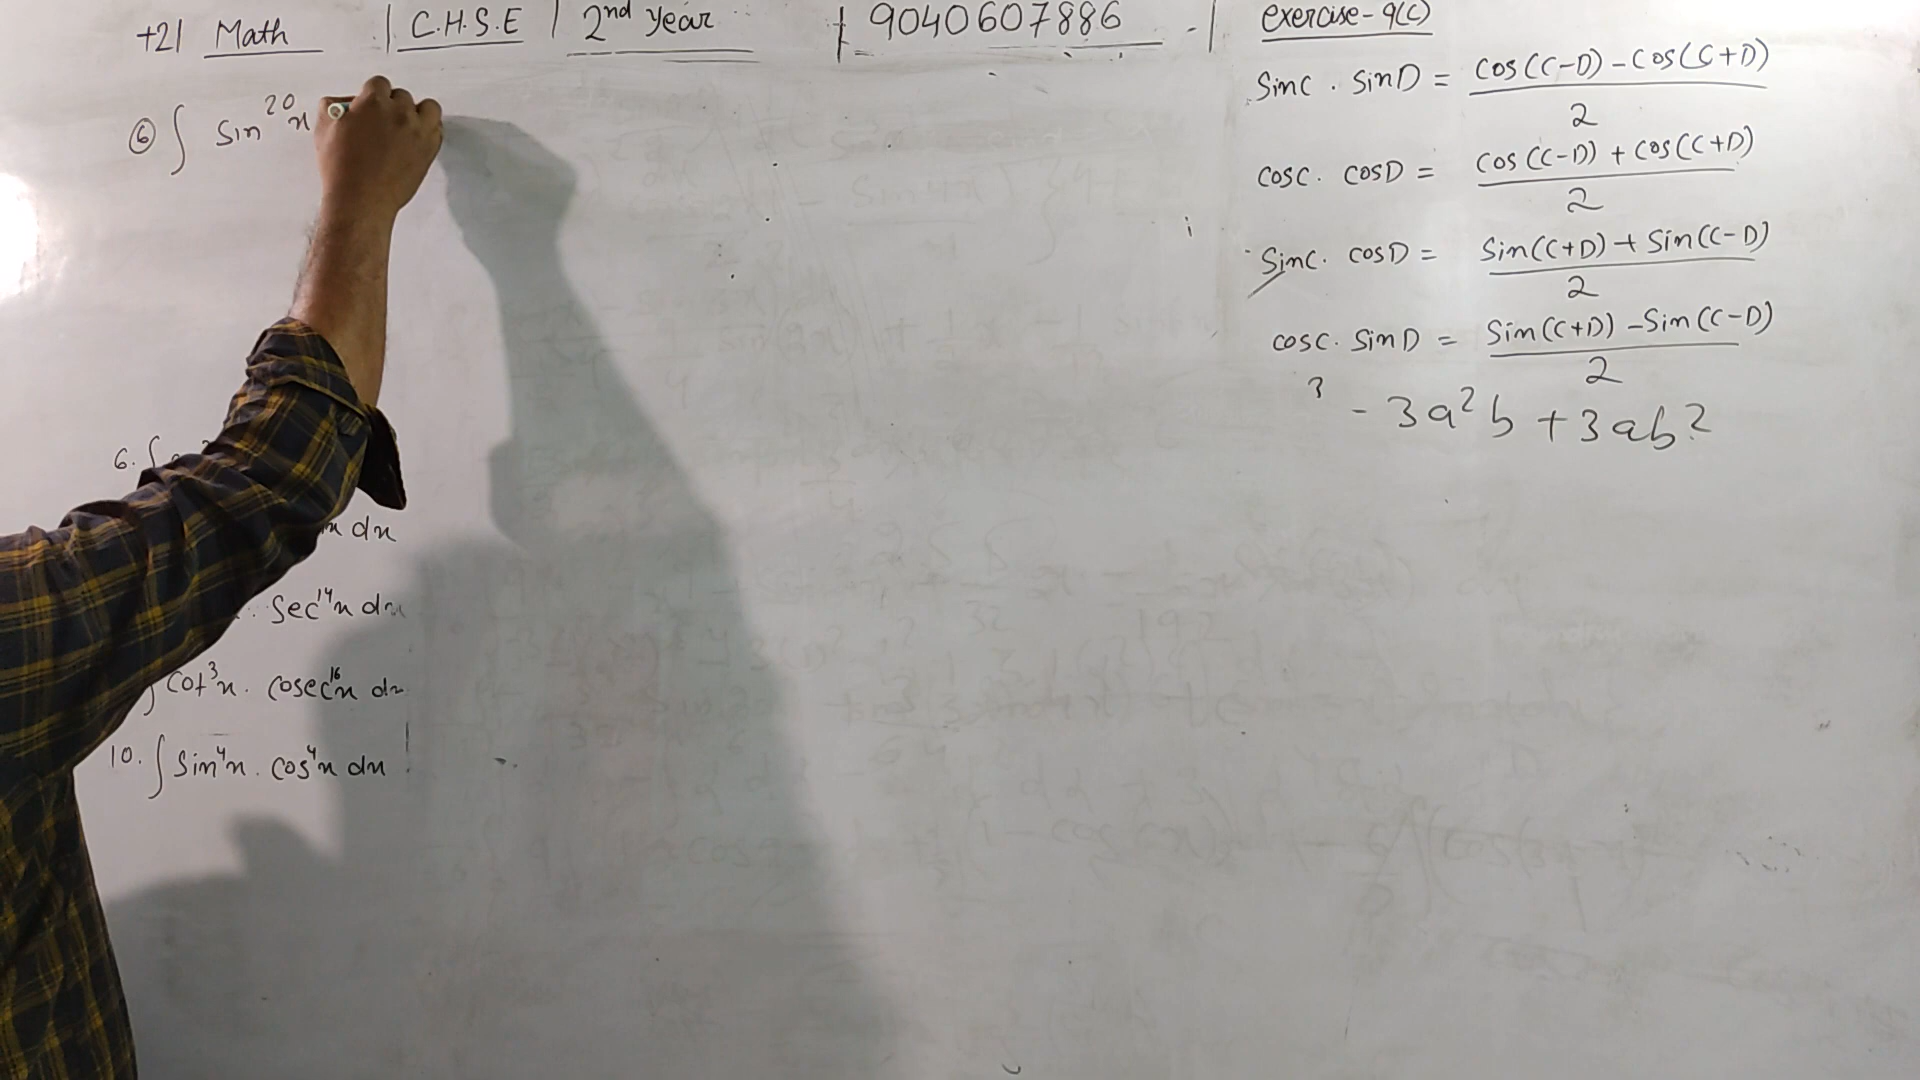 +2 | Math | C.H.S.E | 2nd year | 9040607886 | exercise-9(C)
⑥ ∫ Sin²⁰x
SinC . SinD = (Cos(C-D) - Cos(C+D))/2
CosC . CosD = (Cos(C-D) + Cos(C+D))/2
SinC . CosD = (Sin(C+D) + Sin(C-D))/2
CosC . SinD = (Sin(C+D) - Sin(C-D))/2
³ - 3a²b + 3ab²
6. ∫
x dx
. Sec¹⁴x dx
∫ Cot³x . Cosec¹⁶x dx
10. ∫ Sin⁴x . Cos⁴x dx